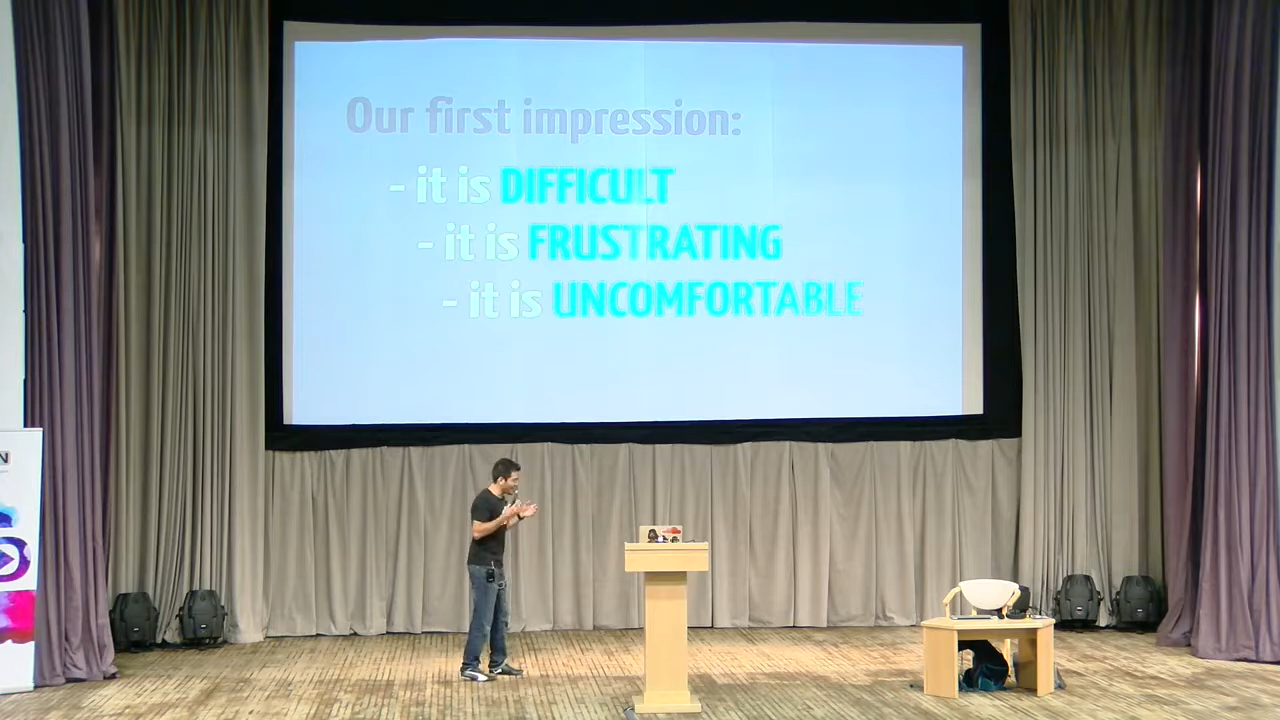 Our first impression:
- it is DIFFICULT
- it is FRUSTRATING
- it is UNCOMFORTABLE
N